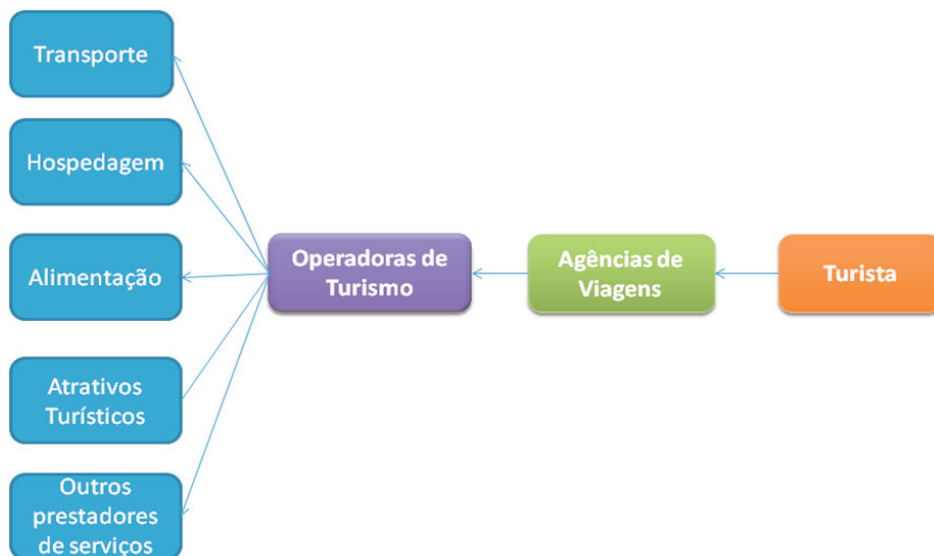 Transporte
Hospedagem
Alimentação
Atrativos
Turísticos
Outros
prestadores
de serviços
Operadoras de
Turismo
Agências de
Viagens
Turista